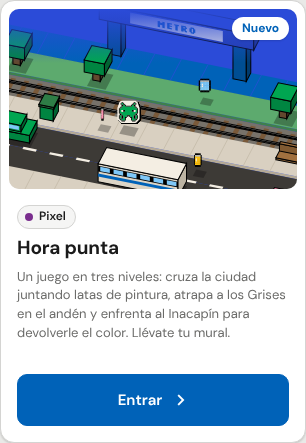 METRO
Nuevo
Pixel
Hora punta
Un juego en tres niveles: cruza la ciudad
juntando latas de pintura, atrapa a los Grises
en el andén y enfrenta al Inacapín para
devolverle el color. Llévate tu mural.
Entrar